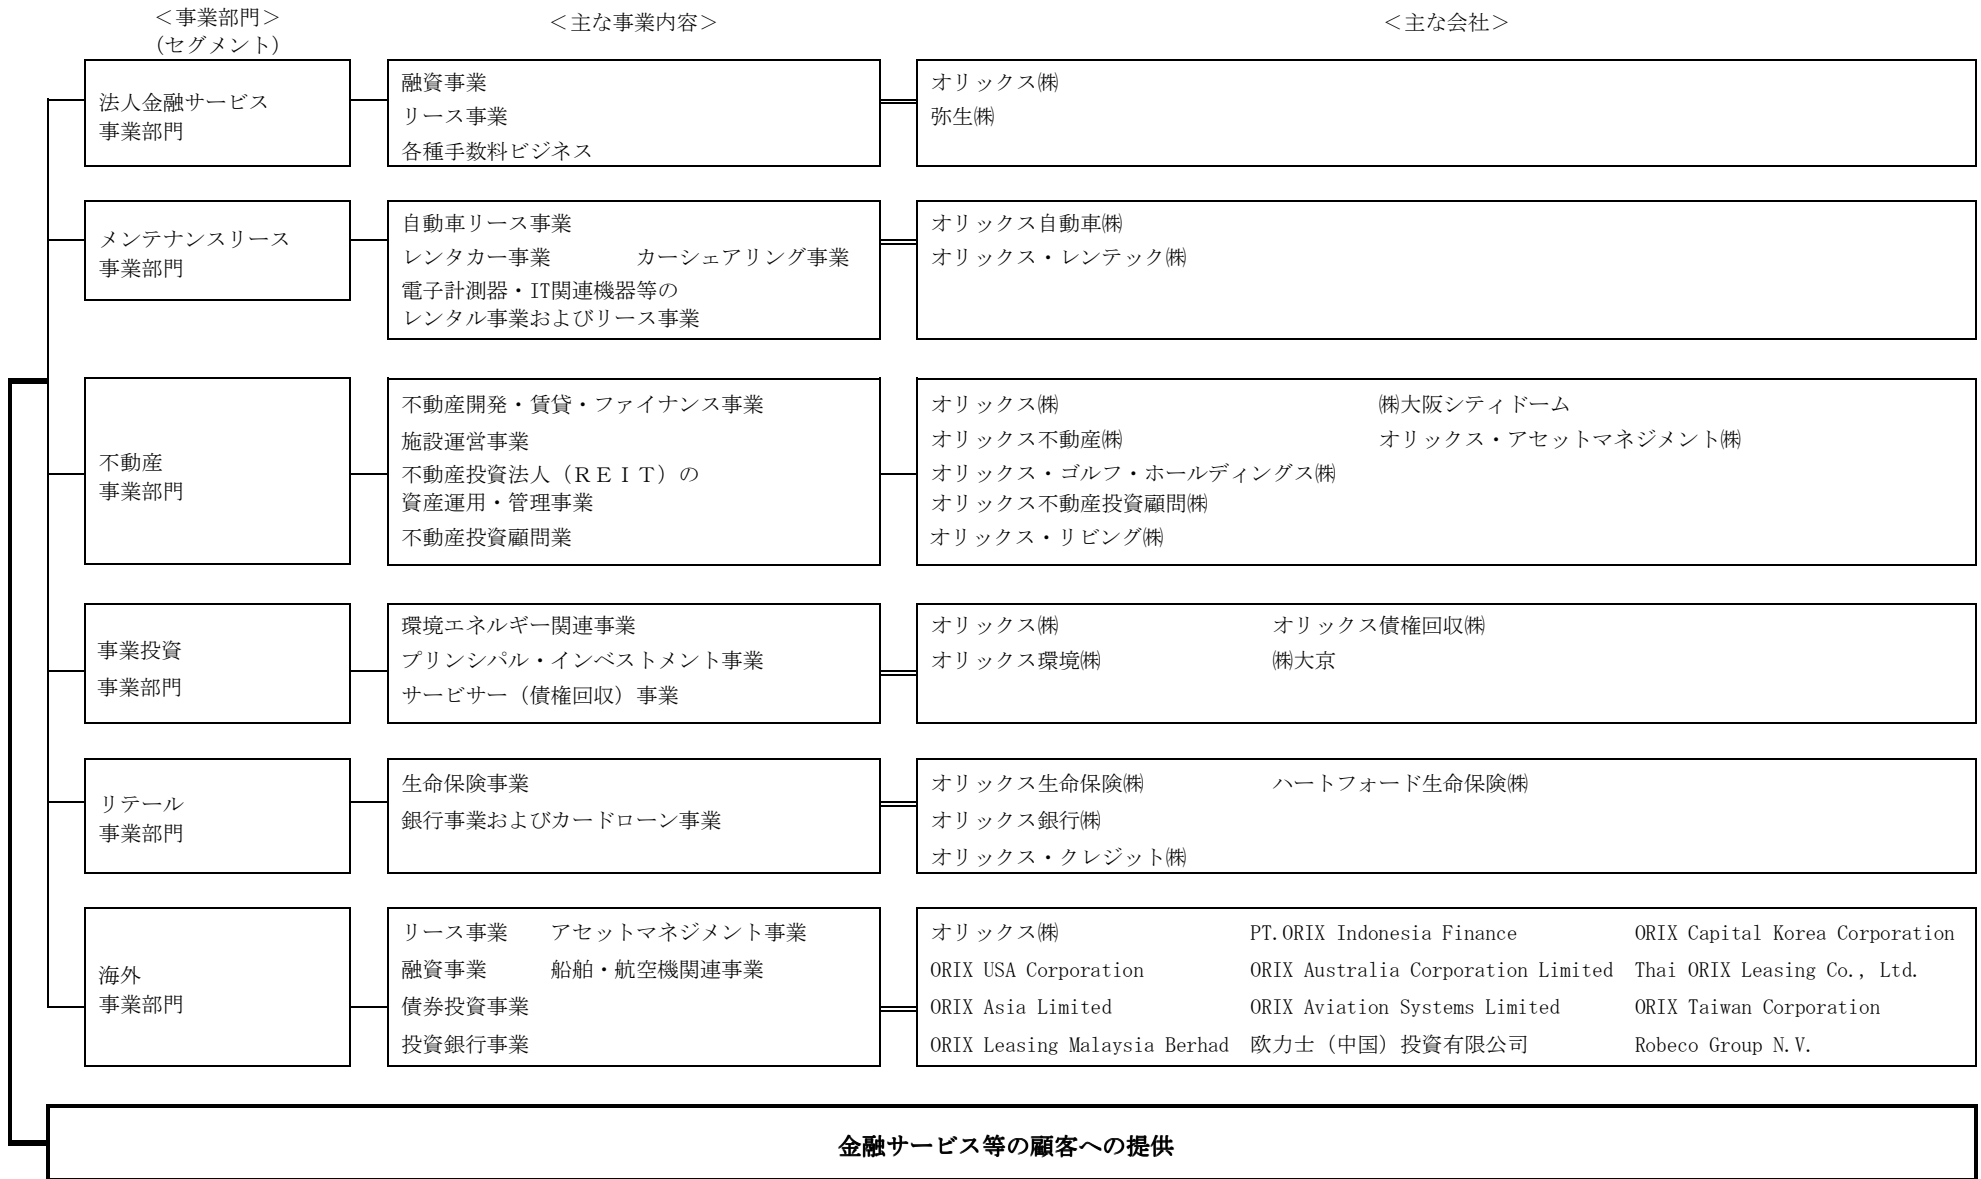 ＜事業部門＞
（セグメント）
＜主な事業内容＞
＜主な会社＞
法人金融サービス
事業部門
融資事業
リース事業
各種手数料ビジネス
オリックス㈱
弥生㈱
メンテナンスリース
事業部門
自動車リース事業
レンタカー事業 カーシェアリング事業
電子計測器・IT関連機器等の
レンタル事業およびリース事業
オリックス自動車㈱
オリックス・レンテック㈱
不動産
事業部門
不動産開発・賃貸・ファイナンス事業
施設運営事業
不動産投資法人（ＲＥＩＴ）の
資産運用・管理事業
不動産投資顧問業
オリックス㈱ ㈱大阪シティドーム
オリックス不動産㈱ オリックス・アセットマネジメント㈱
オリックス・ゴルフ・ホールディングス㈱
オリックス不動産投資顧問㈱
オリックス・リビング㈱
事業投資
事業部門
環境エネルギー関連事業
プリンシパル・インベストメント事業
サービサー（債権回収）事業
オリックス㈱ オリックス債権回収㈱
オリックス環境㈱ ㈱大京
リテール
事業部門
生命保険事業
銀行事業およびカードローン事業
オリックス生命保険㈱ ハートフォード生命保険㈱
オリックス銀行㈱
オリックス・クレジット㈱
海外
事業部門
リース事業 アセットマネジメント事業
融資事業 船舶・航空機関連事業
債券投資事業
投資銀行事業
オリックス㈱ PT.ORIX Indonesia Finance ORIX Capital Korea Corporation
ORIX USA Corporation ORIX Australia Corporation Limited Thai ORIX Leasing Co., Ltd.
ORIX Asia Limited ORIX Aviation Systems Limited ORIX Taiwan Corporation
ORIX Leasing Malaysia Berhad 欧力士（中国）投資有限公司 Robeco Group N.V.
金融サービス等の顧客への提供